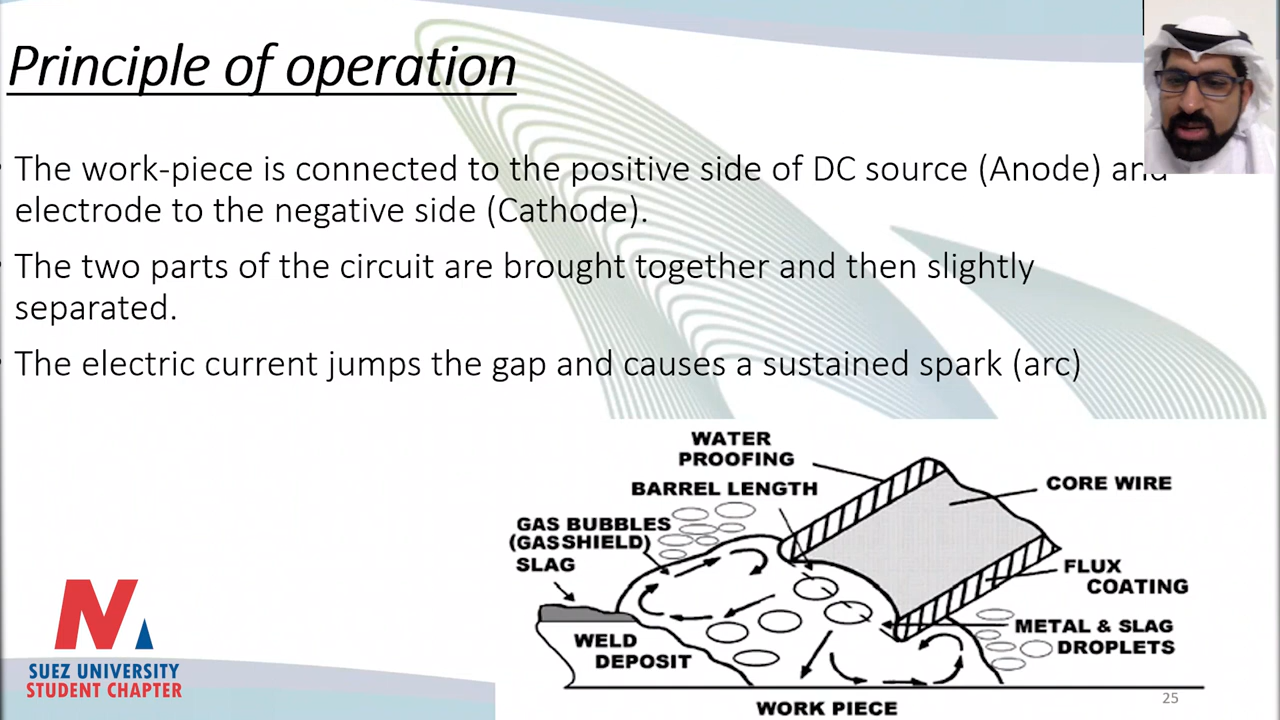 Principle of operation
The work-piece is connected to the positive side of DC source (Anode) and
electrode to the negative side (Cathode).
The two parts of the circuit are brought together and then slightly
separated.
The electric current jumps the gap and causes a sustained spark (arc)
WATER
PROOFING
BARREL LENGTH
CORE WIRE
GAS BUBBLES
(GAS SHIELD)
SLAG
FLUX
COATING
METAL & SLAG
DROPLETS
WELD
DEPOSIT
WORK PIECE
SUEZ UNIVERSITY
STUDENT CHAPTER
25